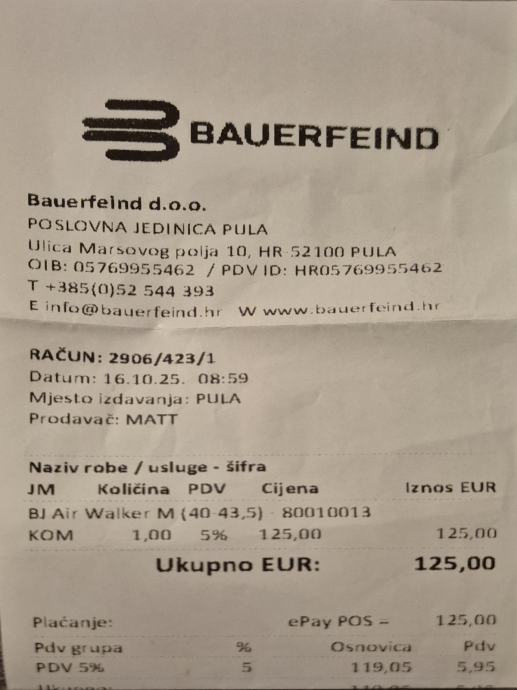 BAUERFEIND
Bauerfeind d.o.o.
POSLOVNA JEDINICA PULA
Ulica Marsovog polja 10, HR-52100 PULA
OIB: 05769955462 / PDV ID: HR05769955462
T +385(0)52 544 393
E info@bauerfeind.hr W www.bauerfeind.hr
RAČUN: 2906/423/1
Datum: 16.10.25. 08:59
Mjesto izdavanja: PULA
Prodavač: MATT
Naziv robe / usluge - šifra
JM Količina PDV Cijena Iznos EUR
BJ Air Walker M (40-43,5) - 80010013
KOM 1,00 5% 125,00 125,00
Ukupno EUR: 125,00
Plaćanje: ePay POS = 125,00
Pdv grupa % Osnovica Pdv
PDV 5% 5 119,05 5,95